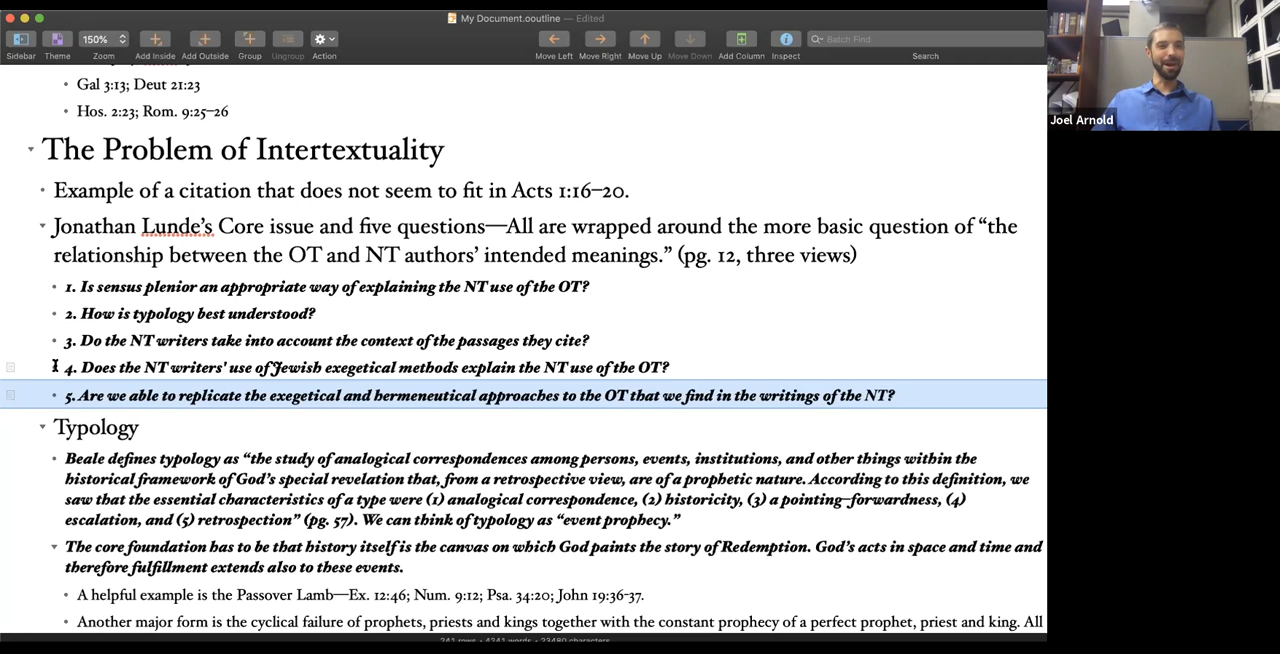 My Document.ooutline — Edited
150%
Batch Find
Sidebar Theme Zoom Add Inside Add Outside Group Ungroup Action Move Left Move Right Move Up Move Down Add Column Inspect Search
Gal 3:13; Deut 21:23
Hos. 2:23; Rom. 9:25–26
The Problem of Intertextuality
Example of a citation that does not seem to fit in Acts 1:16–20.
Jonathan Lunde's Core issue and five questions—All are wrapped around the more basic question of “the
relationship between the OT and NT authors' intended meanings.” (pg. 12, three views)
1. Is sensus plenior an appropriate way of explaining the NT use of the OT?
2. How is typology best understood?
3. Do the NT writers take into account the context of the passages they cite?
4. Does the NT writers' use of Jewish exegetical methods explain the NT use of the OT?
5. Are we able to replicate the exegetical and hermeneutical approaches to the OT that we find in the writings of the NT?
Typology
Beale defines typology as “the study of analogical correspondences among persons, events, institutions, and other things within the
historical framework of God's special revelation that, from a retrospective view, are of a prophetic nature. According to this definition, we
saw that the essential characteristics of a type were (1) analogical correspondence, (2) historicity, (3) a pointing–forwardness, (4)
escalation, and (5) retrospection” (pg. 57). We can think of typology as “event prophecy.”
The core foundation has to be that history itself is the canvas on which God paints the story of Redemption. God's acts in space and time and
therefore fulfillment extends also to these events.
A helpful example is the Passover Lamb—Ex. 12:46; Num. 9:12; Psa. 34:20; John 19:36-37.
Another major form is the cyclical failure of prophets, priests and kings together with the constant prophecy of a perfect prophet, priest and king. All
Joel Arnold